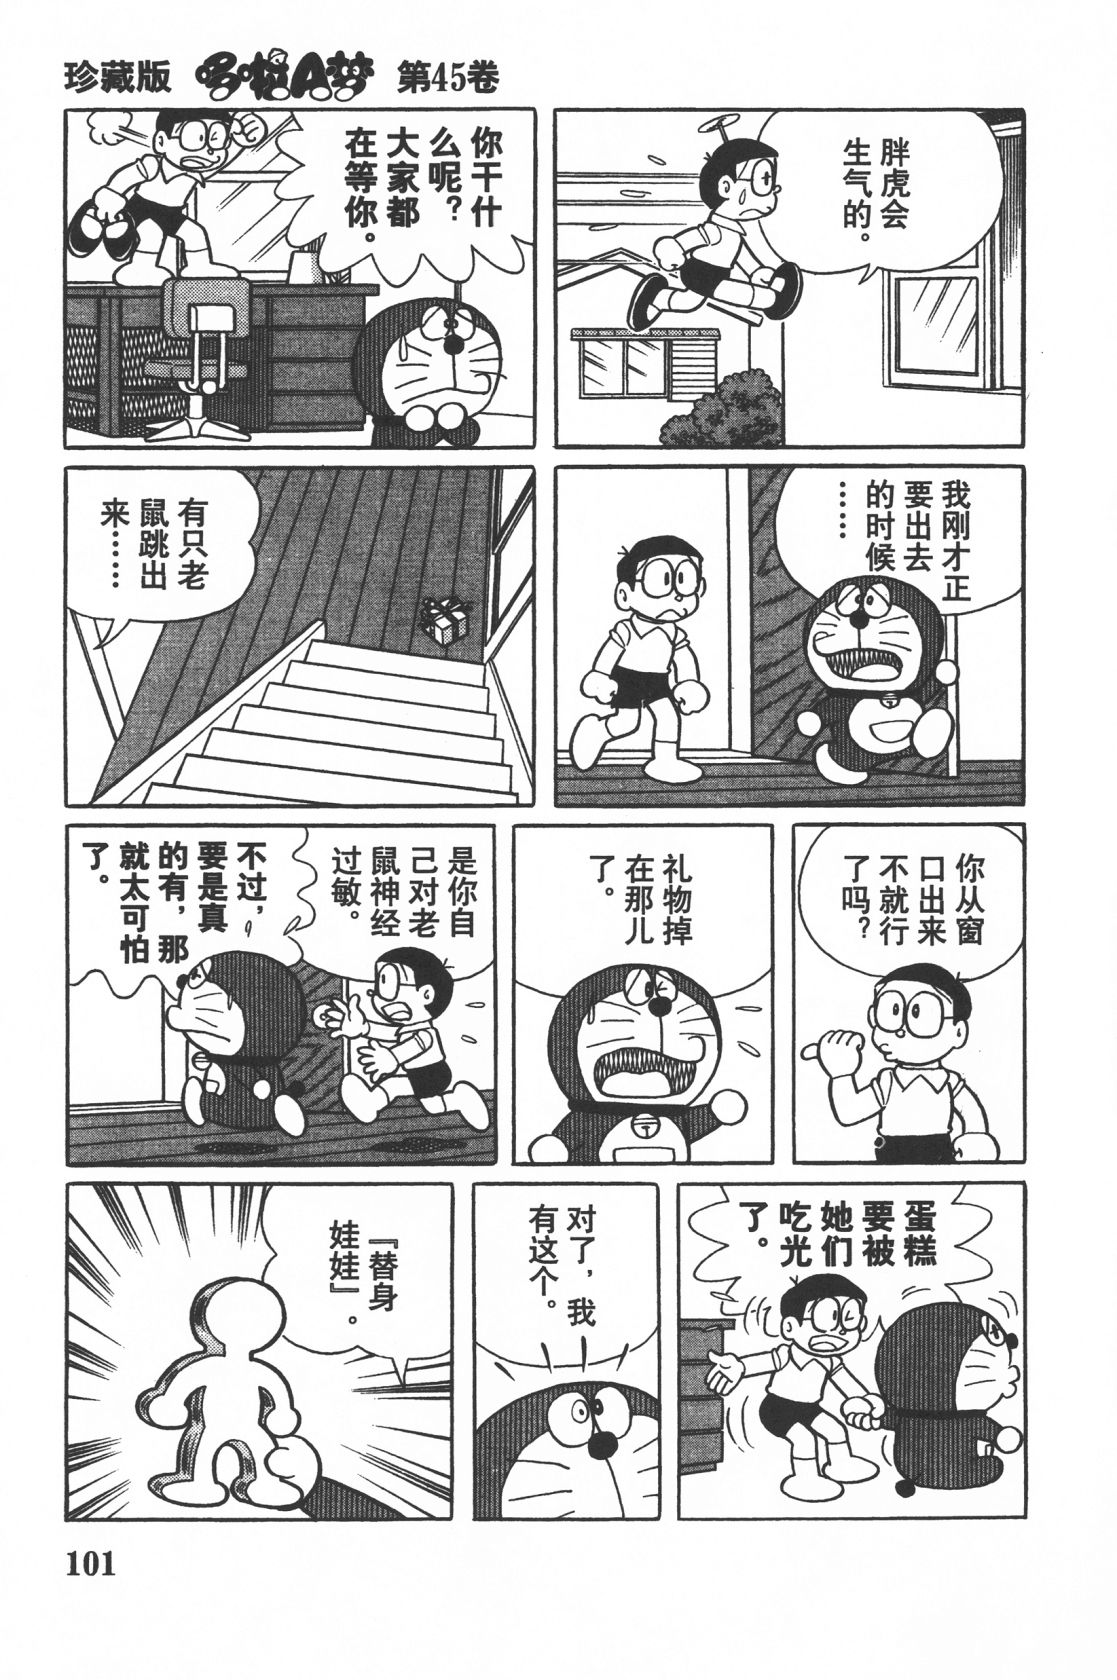 珍藏版 哆啦A梦 第45卷
胖虎会
生气的。
你干什
么呢？
大家都
在等你。
我刚才正
要出去
的时候
……
有只老
鼠跳出
来……
你从窗
口出来
不就行
了吗？
礼物掉
在那儿
了。
是你自
己对老
鼠神经
过敏。
不过，
要是真
的有，那
就太可怕
了。
蛋糕
要被
她们
吃光
了。
对了，我
有这个。
『替身
娃娃』。
101